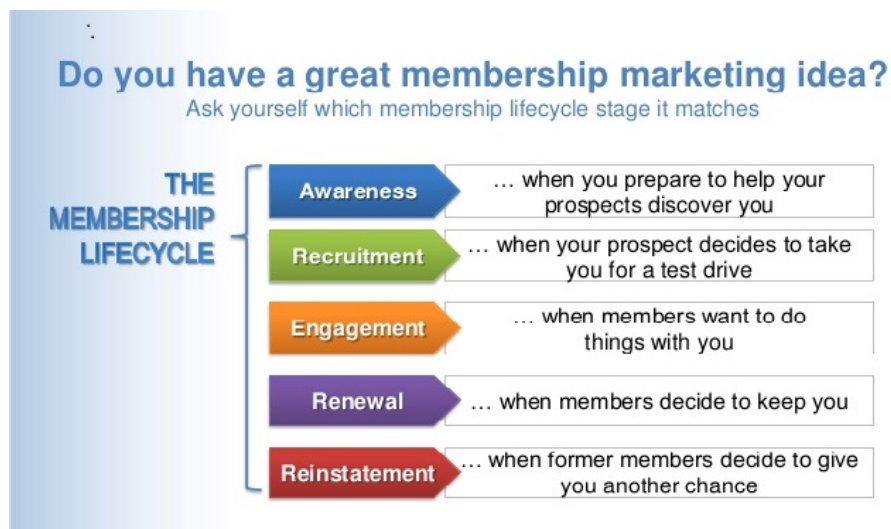 Do you have a great membership marketing idea?
Ask yourself which membership lifecycle stage it matches
THE
MEMBERSHIP
LIFECYCLE
Awareness
... when you prepare to help your
prospects discover you
Recruitment
... when your prospect decides to take
you for a test drive
Engagement
... when members want to do
things with you
Renewal
... when members decide to keep you
Reinstatement
... when former members decide to give
you another chance